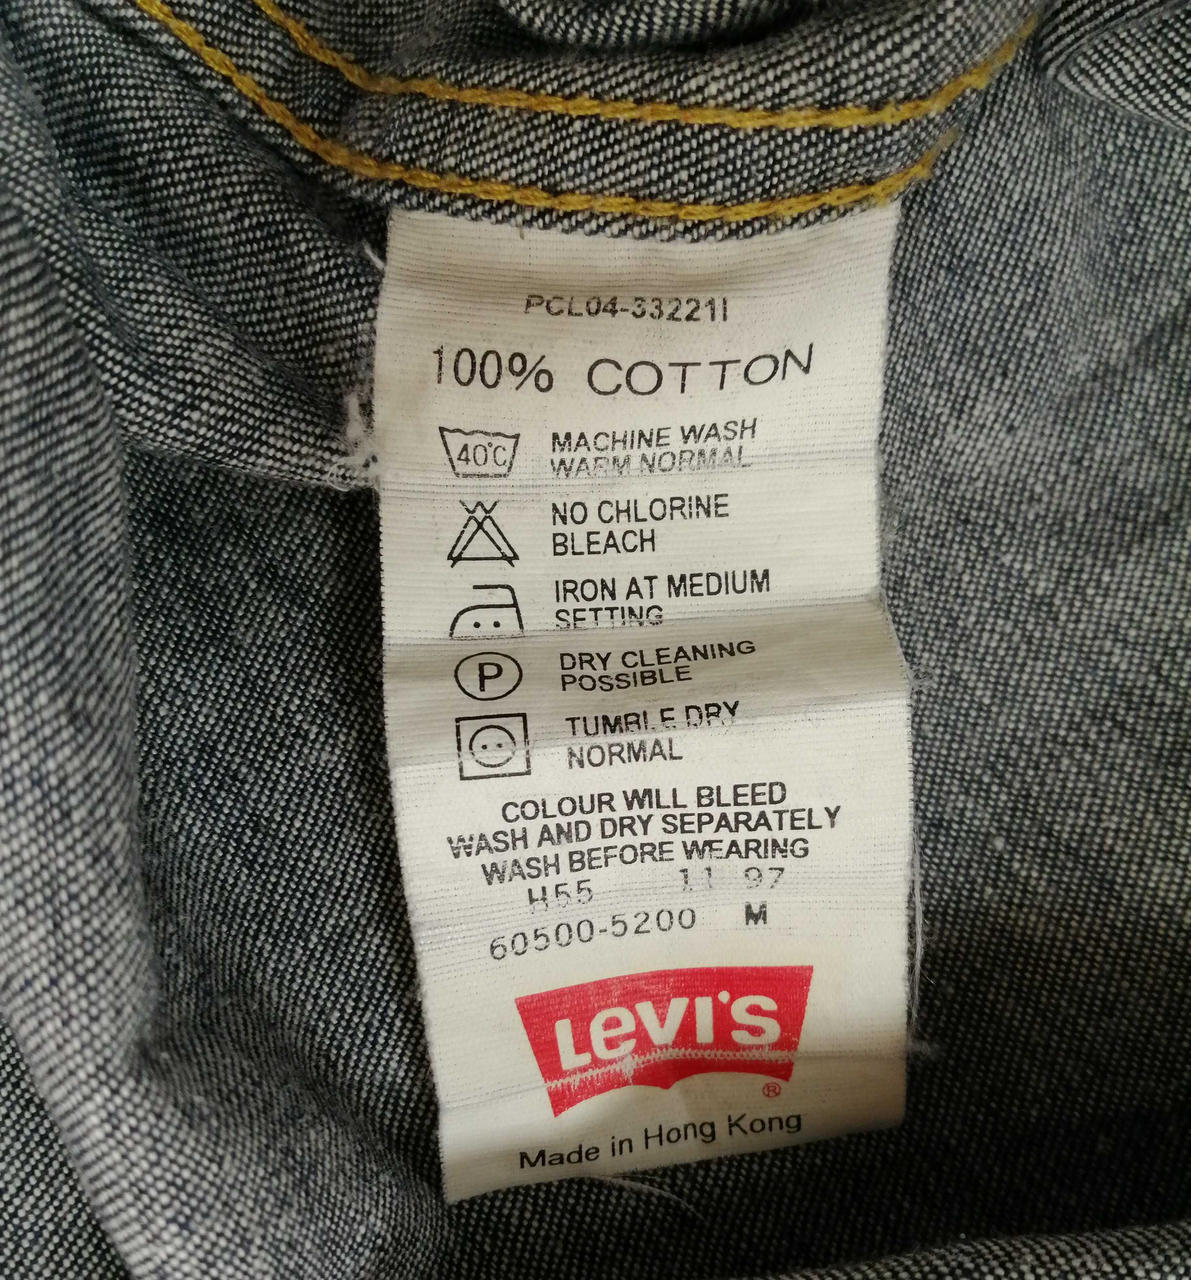 PCL04-33221I
100% COTTON
40°C MACHINE WASH
WARM NORMAL
NO CHLORINE
BLEACH
IRON AT MEDIUM
SETTING
P DRY CLEANING
POSSIBLE
TUMBLE DRY
NORMAL
COLOUR WILL BLEED
WASH AND DRY SEPARATELY
WASH BEFORE WEARING
H55 11 97
60500-5200 M
Levi's
®
Made in Hong Kong